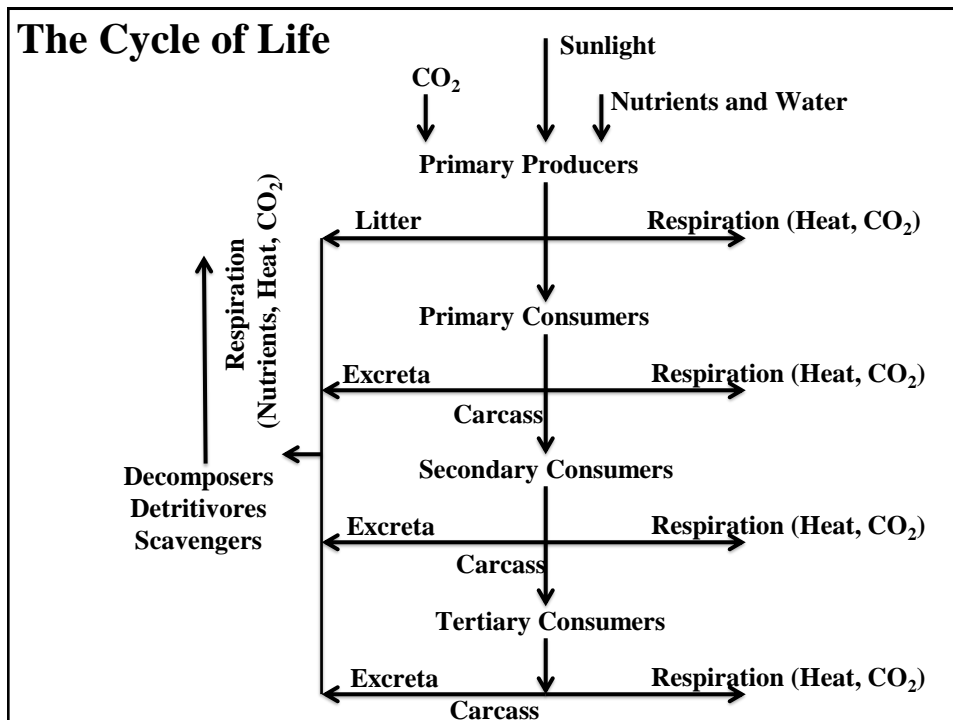 The Cycle of Life
Sunlight
CO₂
Nutrients and Water
Primary Producers
Litter
Respiration (Heat, CO₂)
Respiration
(Nutrients, Heat, CO₂)
Primary Consumers
Excreta
Respiration (Heat, CO₂)
Carcass
Secondary Consumers
Decomposers
Detritivores
Scavengers
Excreta
Respiration (Heat, CO₂)
Carcass
Tertiary Consumers
Excreta
Respiration (Heat, CO₂)
Carcass